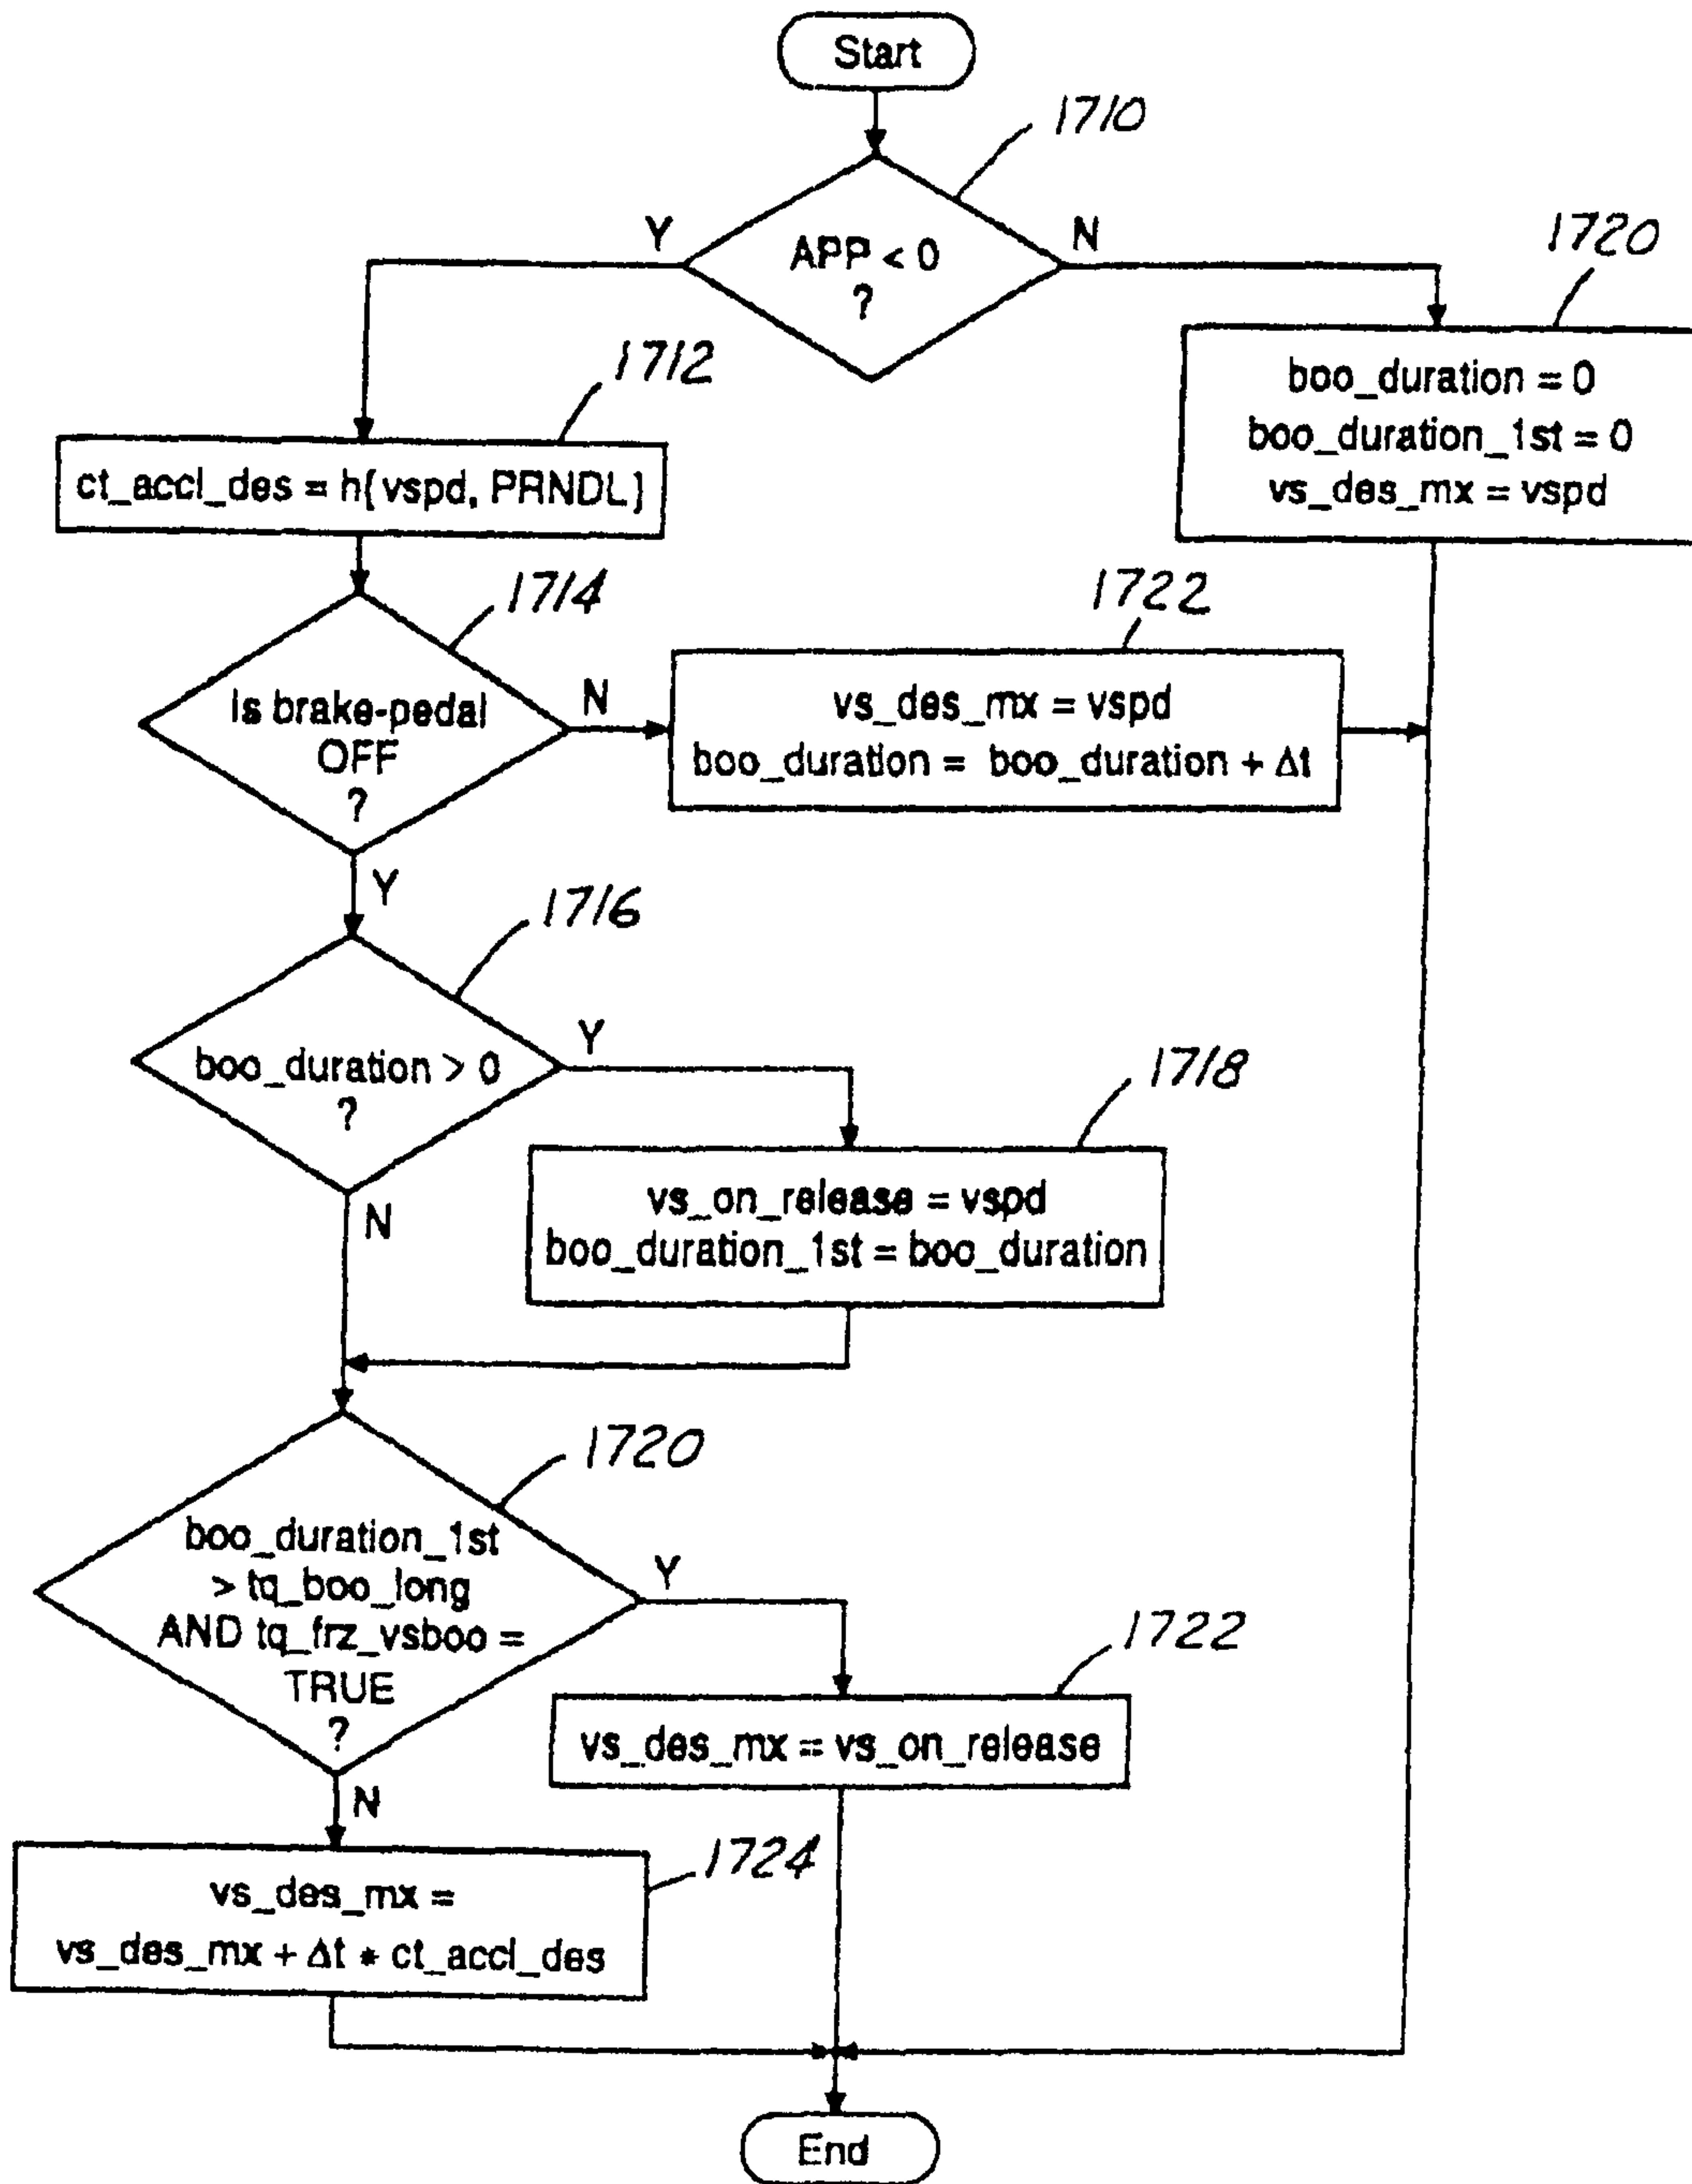 Start
1710
APP < 0
?
Y
N
1720
boo_duration = 0
boo_duration_1st = 0
vs_des_mx = vspd
1712
ct_accl_des = h[vspd, PRNDL]
1714
is brake-pedal
OFF
?
N
Y
1722
vs_des_mx = vspd
boo_duration = boo_duration + Δt
1716
boo_duration > 0
?
Y
N
1718
vs_on_release = vspd
boo_duration_1st = boo_duration
1720
boo_duration_1st
> tq_boo_long
AND tq_frz_vsboo =
TRUE
?
Y
N
1722
vs_des_mx = vs_on_release
1724
vs_des_mx =
vs_des_mx + Δt * ct_accl_des
End